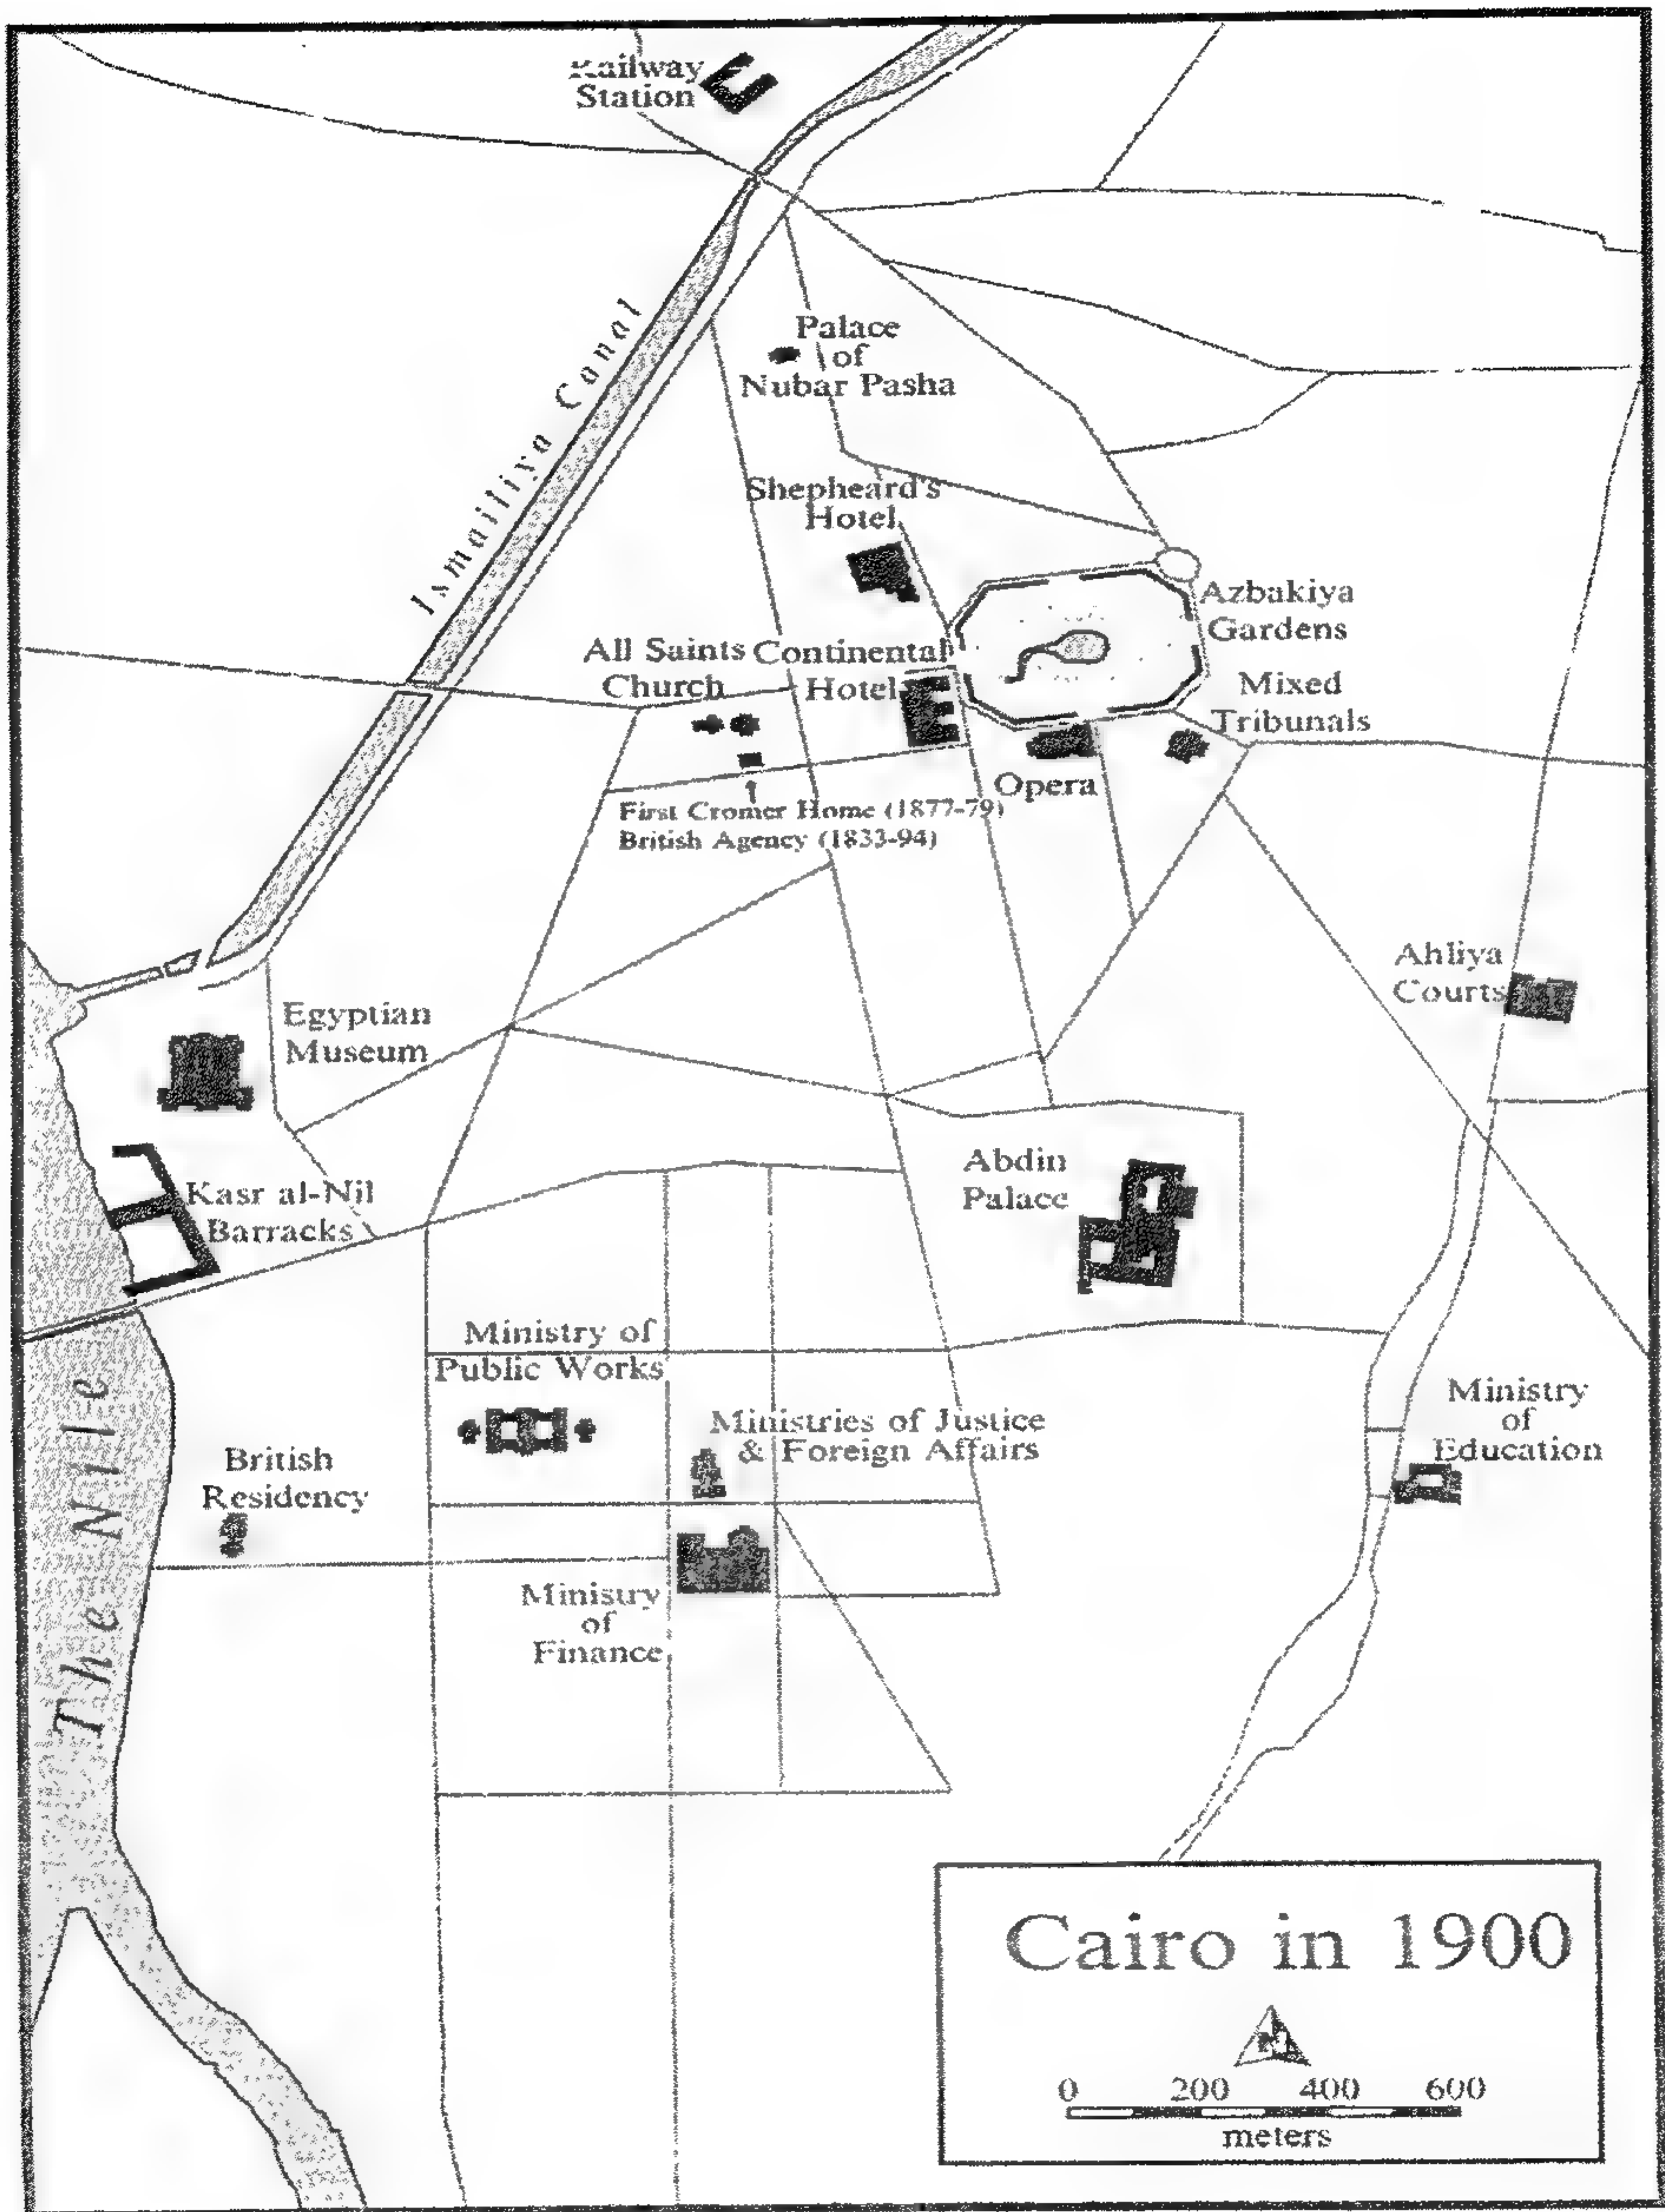 Railway
Station
Ismailiya Canal
Palace
of
Nubar Pasha
Shepheard's
Hotel
Azbakiya
Gardens
All Saints
Church
Continental
Hotel
Mixed
Tribunals
Opera
First Cromer Home (1877-79)
British Agency (1833-94)
Ahliya
Courts
Egyptian
Museum
Kasr al-Nil
Barracks
Abdin
Palace
Ministry of
Public Works
Ministries of Justice
& Foreign Affairs
Ministry
of
Education
British
Residency
The Nile
Ministry
of
Finance
Cairo in 1900
N
0 200 400 600
meters